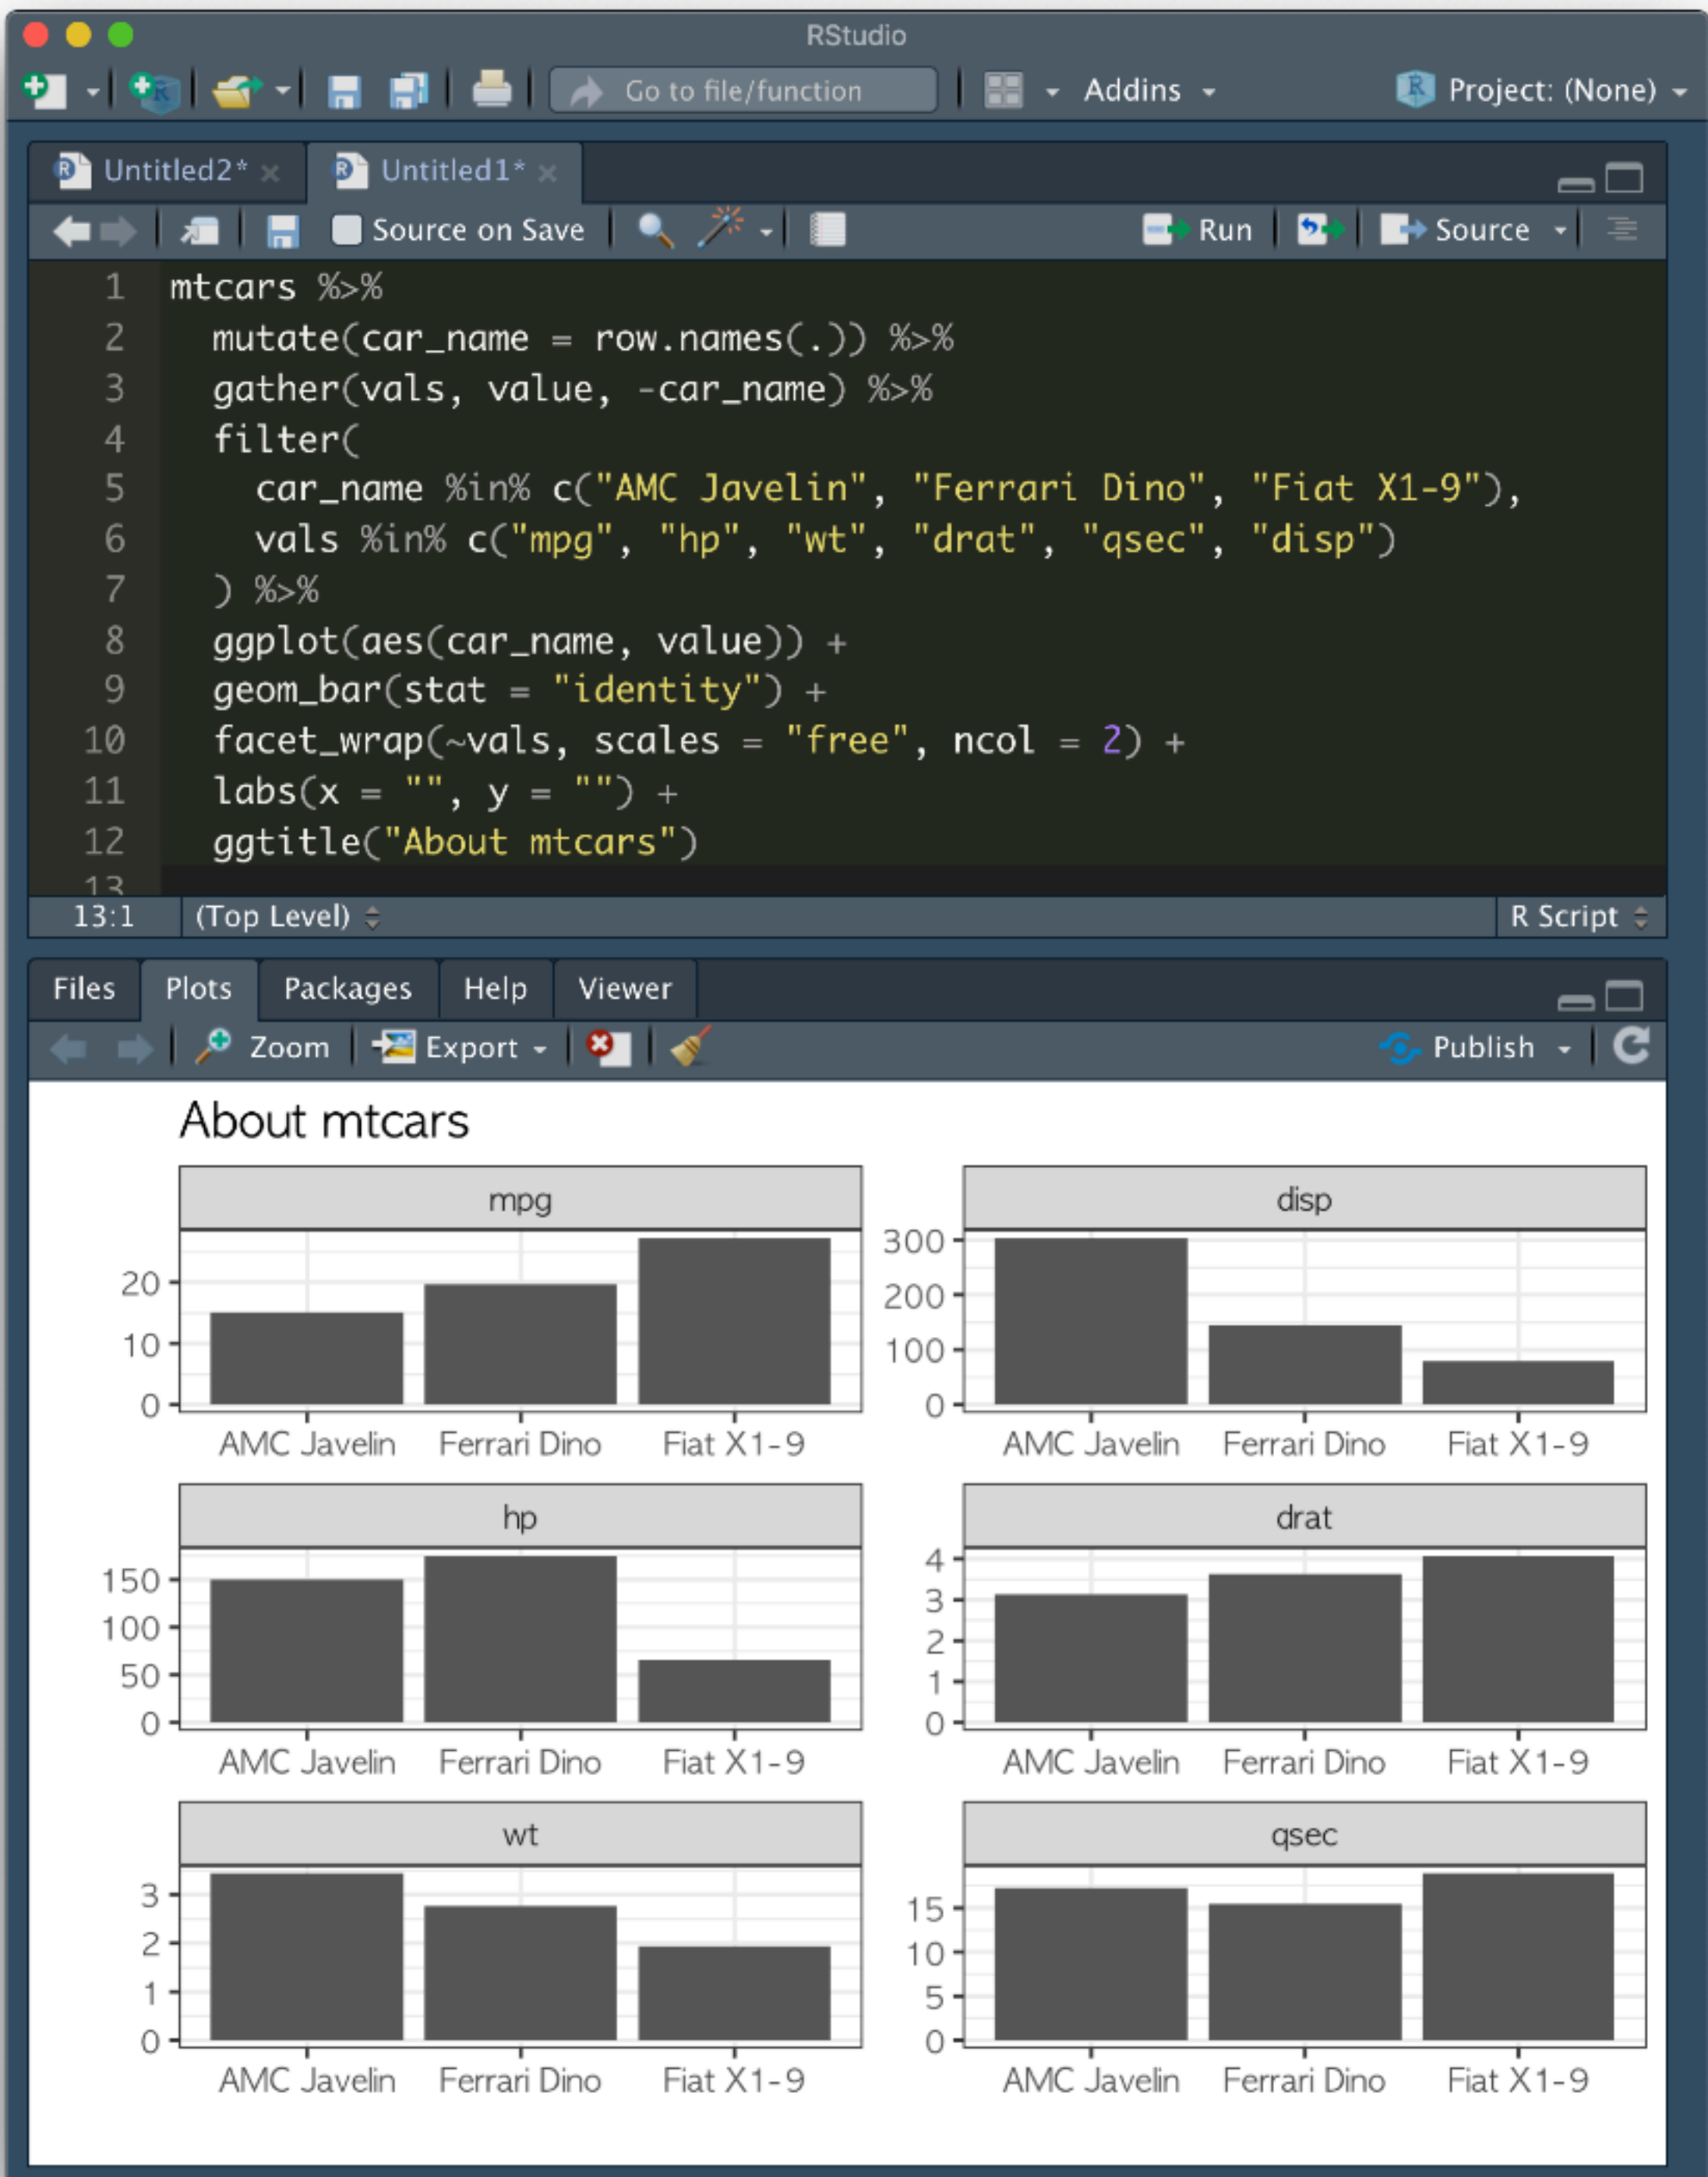 RStudio
Go to file/function Addins Project: (None)
Untitled2* Untitled1*
Source on Save Run Source
1 mtcars %>%
2 mutate(car_name = row.names(.)) %>%
3 gather(vals, value, -car_name) %>%
4 filter(
5 car_name %in% c("AMC Javelin", "Ferrari Dino", "Fiat X1-9"),
6 vals %in% c("mpg", "hp", "wt", "drat", "qsec", "disp")
7 ) %>%
8 ggplot(aes(car_name, value)) +
9 geom_bar(stat = "identity") +
10 facet_wrap(~vals, scales = "free", ncol = 2) +
11 labs(x = "", y = "") +
12 ggtitle("About mtcars")
13
13:1 (Top Level) R Script
Files Plots Packages Help Viewer
Zoom Export Publish
About mtcars
mpg
20
10
0
AMC Javelin Ferrari Dino Fiat X1-9
disp
300
200
100
0
AMC Javelin Ferrari Dino Fiat X1-9
hp
150
100
50
0
AMC Javelin Ferrari Dino Fiat X1-9
drat
4
3
2
1
0
AMC Javelin Ferrari Dino Fiat X1-9
wt
3
2
1
0
AMC Javelin Ferrari Dino Fiat X1-9
qsec
15
10
5
0
AMC Javelin Ferrari Dino Fiat X1-9